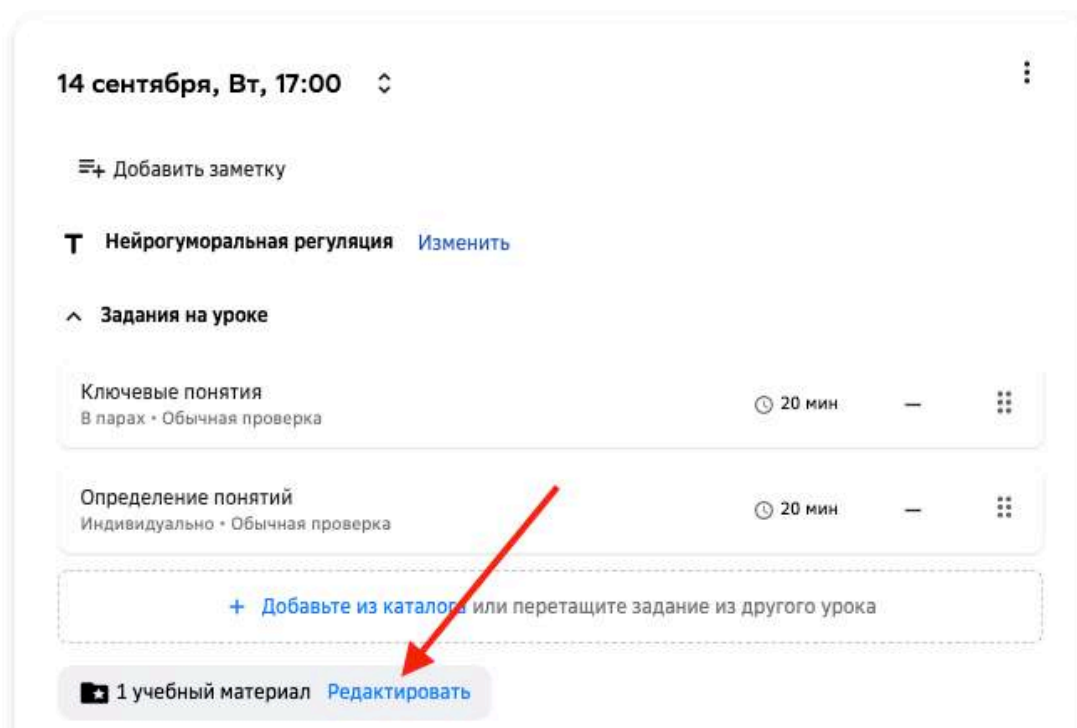 14 сентября, Вт, 17:00
Добавить заметку
Нейрогуморальная регуляция Изменить
Задания на уроке
Ключевые понятия
В парах • Обычная проверка
20 мин —
Определение понятий
Индивидуально • Обычная проверка
20 мин —
+ Добавьте из каталога или перетащите задание из другого урока
1 учебный материал Редактировать